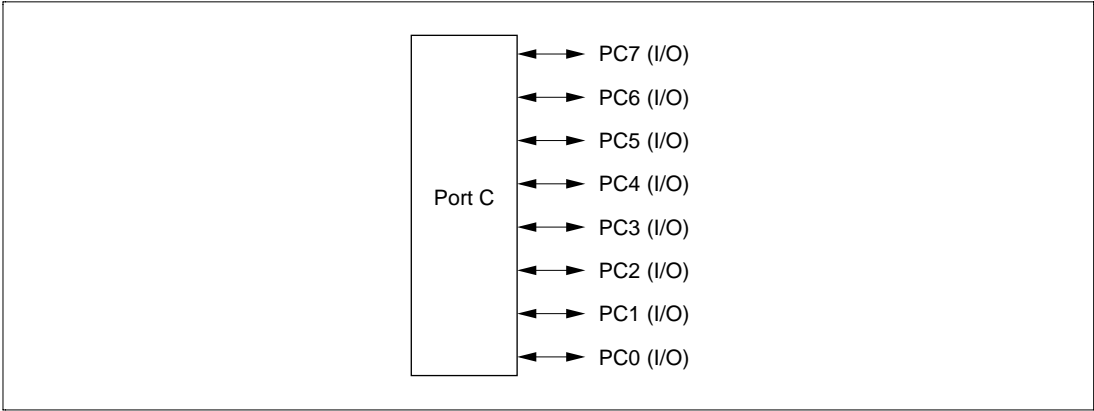 PC7 (I/O)
PC6 (I/O)
PC5 (I/O)
PC4 (I/O)
Port C
PC3 (I/O)
PC2 (I/O)
PC1 (I/O)
PC0 (I/O)